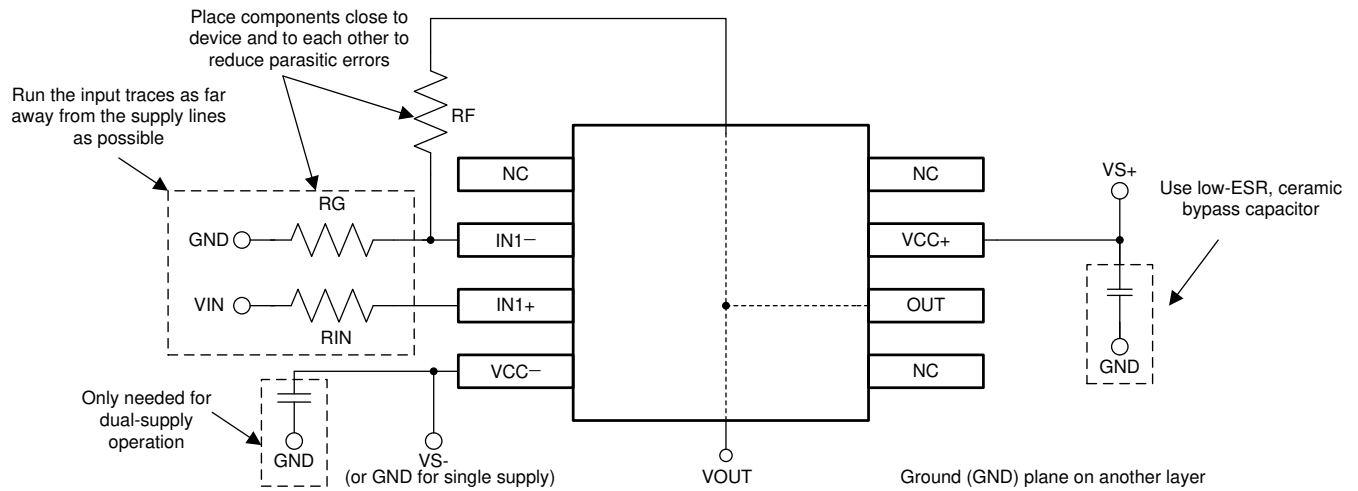 Place components close to
device and to each other to
reduce parasitic errors
Run the input traces as far
away from the supply lines
as possible
RF
NC
NC
VS+
Use low-ESR, ceramic
bypass capacitor
RG
GND
IN1−
VCC+
VIN
IN1+
OUT
RIN
GND
VCC−
NC
Only needed for
dual-supply
operation
GND
VS-
(or GND for single supply)
VOUT
Ground (GND) plane on another layer